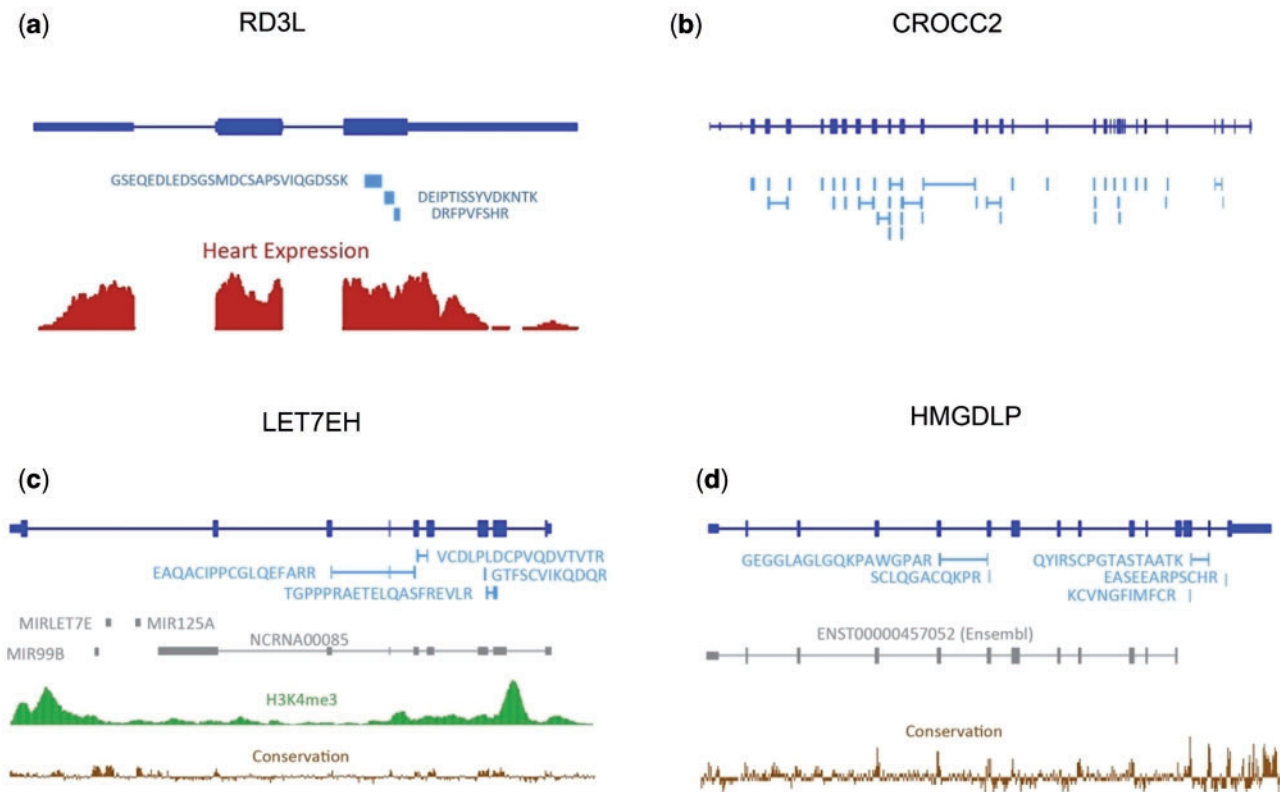 (a)
RD3L
GSEQEDLEDSGSMDCSAPSVIQGDSSK
DEIPTISSYVDKNTK
DRFPVFSHR
Heart Expression
(b)
CROCC2
LET7EH
(c)
VCDLPLDCPVQDVTVTR
EAQACIPPCGLQEFARR
GTFSCVIKQDQR
TGPPPRAETELQASFREVLR
MIRLET7E
MIR125A
MIR99B
NCRNA00085
H3K4me3
Conservation
HMGDLP
(d)
GEGGLAGLGQKPAWGPAR
QYIRSCPGTASTAATK
SCLQGACQKPR
EASEEARPSCHR
KCVNGFIMFCR
ENST00000457052 (Ensembl)
Conservation